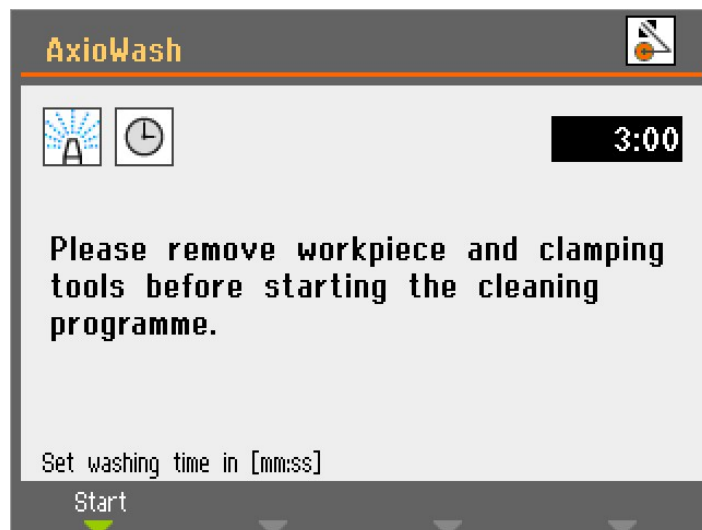 AxioWash
3:00
Please remove workpiece and clamping
tools before starting the cleaning
programme.
Set washing time in [mm:ss]
Start